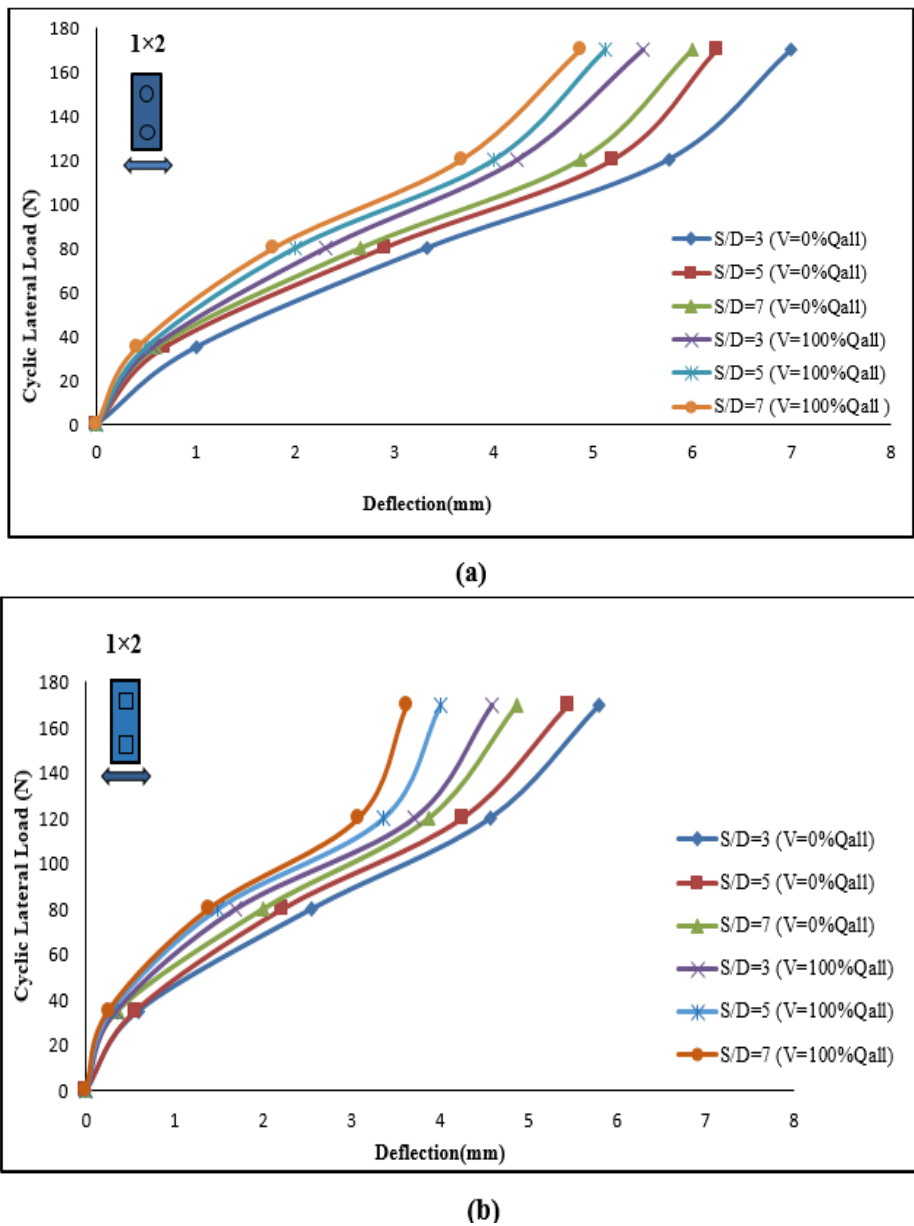 1×2
180
160
140
120
100
80
60
40
20
0
Cyclic Lateral Load (N)
S/D=3 (V=0%Qall)
S/D=5 (V=0%Qall)
S/D=7 (V=0%Qall)
S/D=3 (V=100%Qall)
S/D=5 (V=100%Qall)
S/D=7 (V=100%Qall )
0 1 2 3 4 5 6 7 8
Deflection(mm)
(a)
1×2
180
160
140
120
100
80
60
40
20
0
Cyclic Lateral Load (N)
S/D=3 (V=0%Qall)
S/D=5 (V=0%Qall)
S/D=7 (V=0%Qall)
S/D=3 (V=100%Qall)
S/D=5 (V=100%Qall)
S/D=7 (V=100%Qall)
0 1 2 3 4 5 6 7 8
Deflection(mm)
(b)